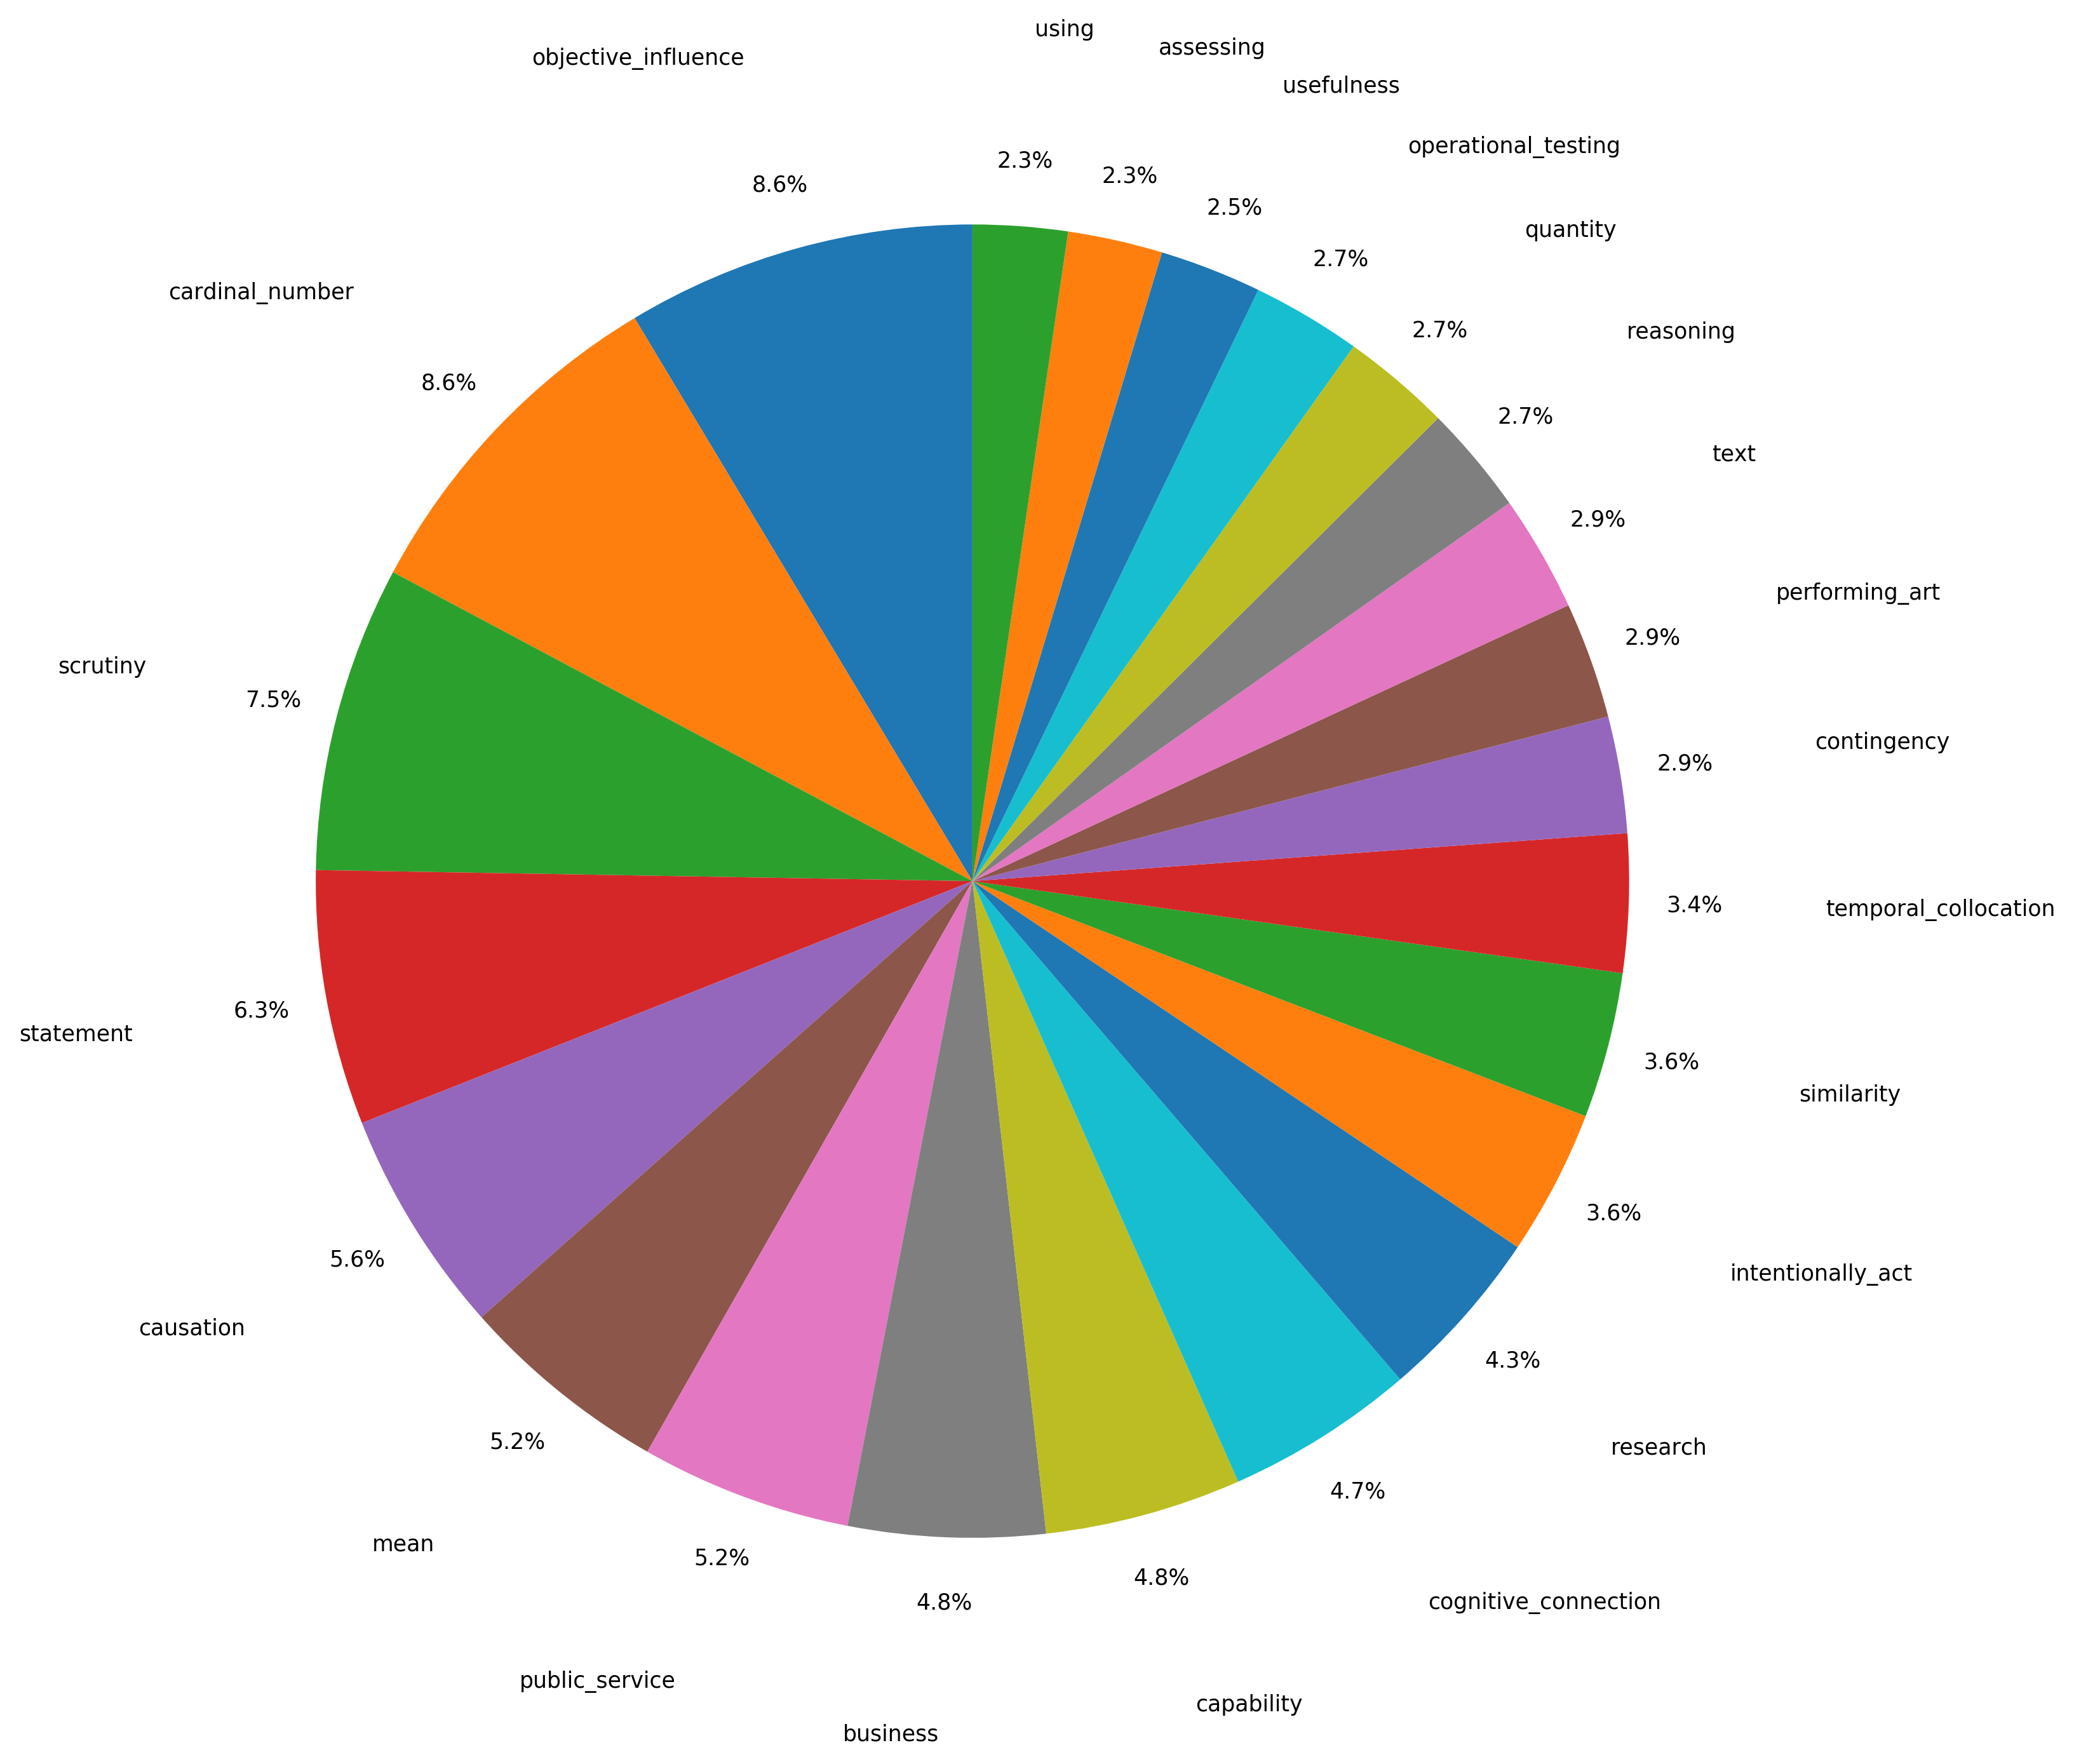 using
objective_influence
assessing
usefulness
operational_testing
2.3%
2.3%
8.6%
2.5%
quantity
2.7%
cardinal_number
reasoning
2.7%
8.6%
2.7%
text
2.9%
performing_art
2.9%
scrutiny
7.5%
contingency
2.9%
3.4%
temporal_collocation
6.3%
statement
3.6%
similarity
3.6%
5.6%
intentionally_act
causation
4.3%
5.2%
research
4.7%
mean
5.2%
4.8%
4.8%
cognitive_connection
public_service
capability
business